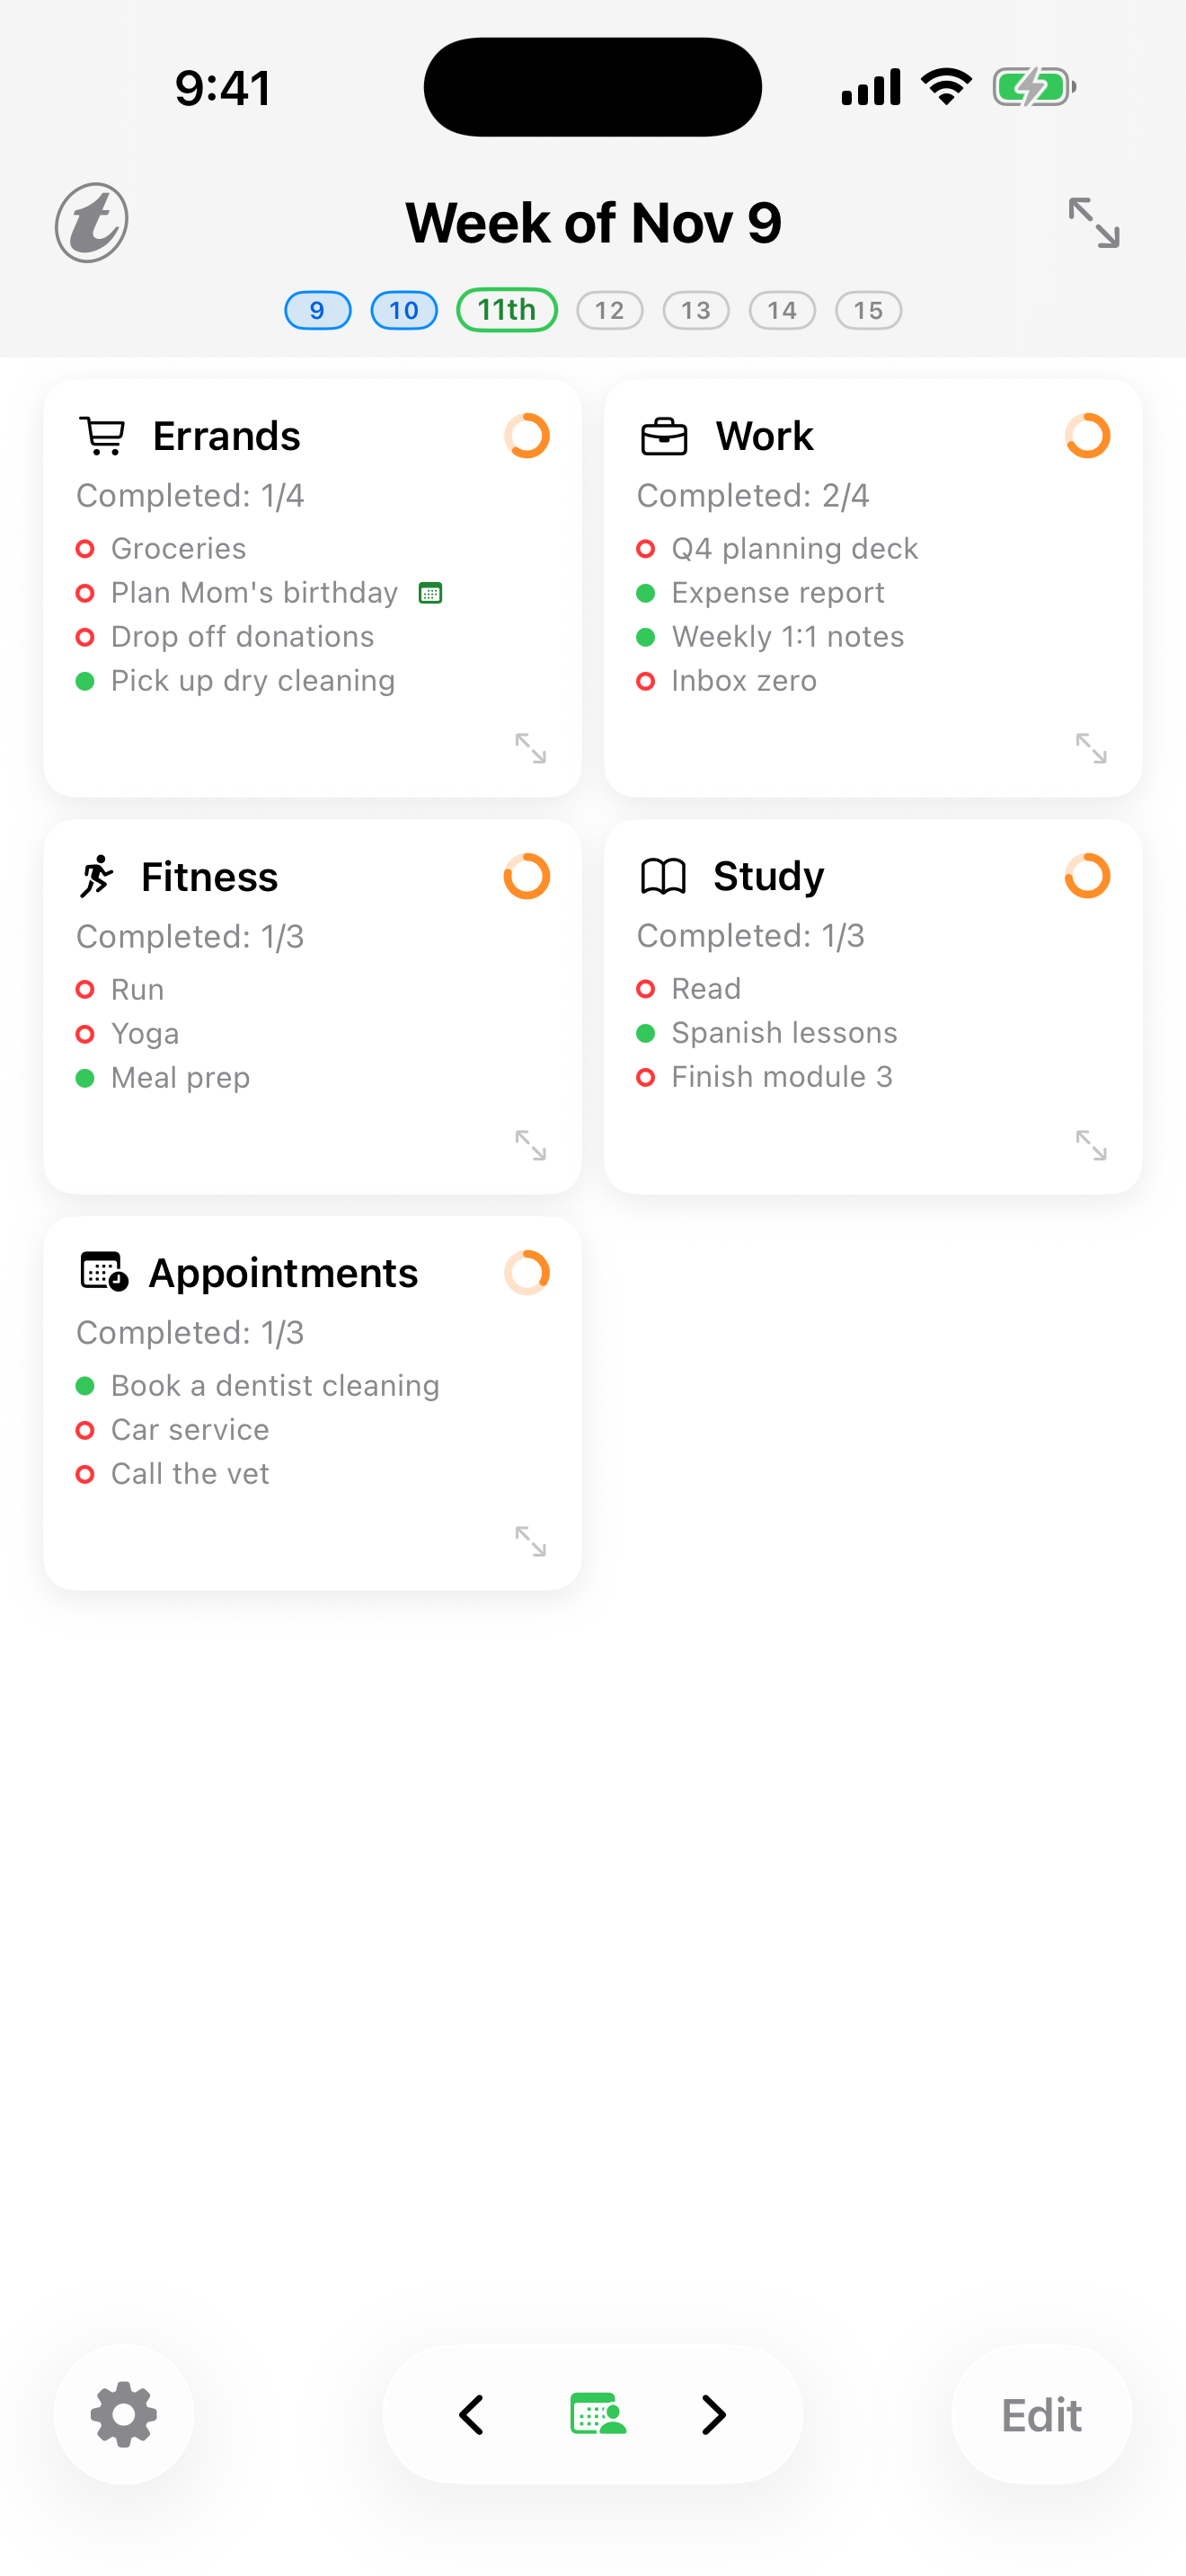 9:41
t
Week of Nov 9
9 10 11th 12 13 14 15
Errands
Completed: 1/4
Groceries
Plan Mom's birthday
Drop off donations
Pick up dry cleaning
Work
Completed: 2/4
Q4 planning deck
Expense report
Weekly 1:1 notes
Inbox zero
Fitness
Completed: 1/3
Run
Yoga
Meal prep
Study
Completed: 1/3
Read
Spanish lessons
Finish module 3
Appointments
Completed: 1/3
Book a dentist cleaning
Car service
Call the vet
Edit